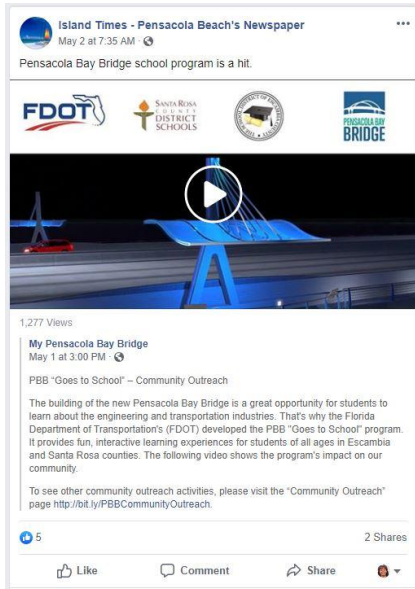 Island Times - Pensacola Beach's Newspaper
May 2 at 7:35 AM ·
Pensacola Bay Bridge school program is a hit.
FDOT
SANTA ROSA
COUNTY
DISTRICT
SCHOOLS
PENSACOLA BAY
BRIDGE
1,277 Views
My Pensacola Bay Bridge
May 1 at 3:00 PM ·
PBB "Goes to School" – Community Outreach
The building of the new Pensacola Bay Bridge is a great opportunity for students to
learn about the engineering and transportation industries. That's why the Florida
Department of Transportation's (FDOT) developed the PBB "Goes to School" program.
It provides fun, interactive learning experiences for students of all ages in Escambia
and Santa Rosa counties. The following video shows the program's impact on our
community.
To see other community outreach activities, please visit the "Community Outreach"
page http://bit.ly/PBBCommunityOutreach.
5
2 Shares
Like
Comment
Share